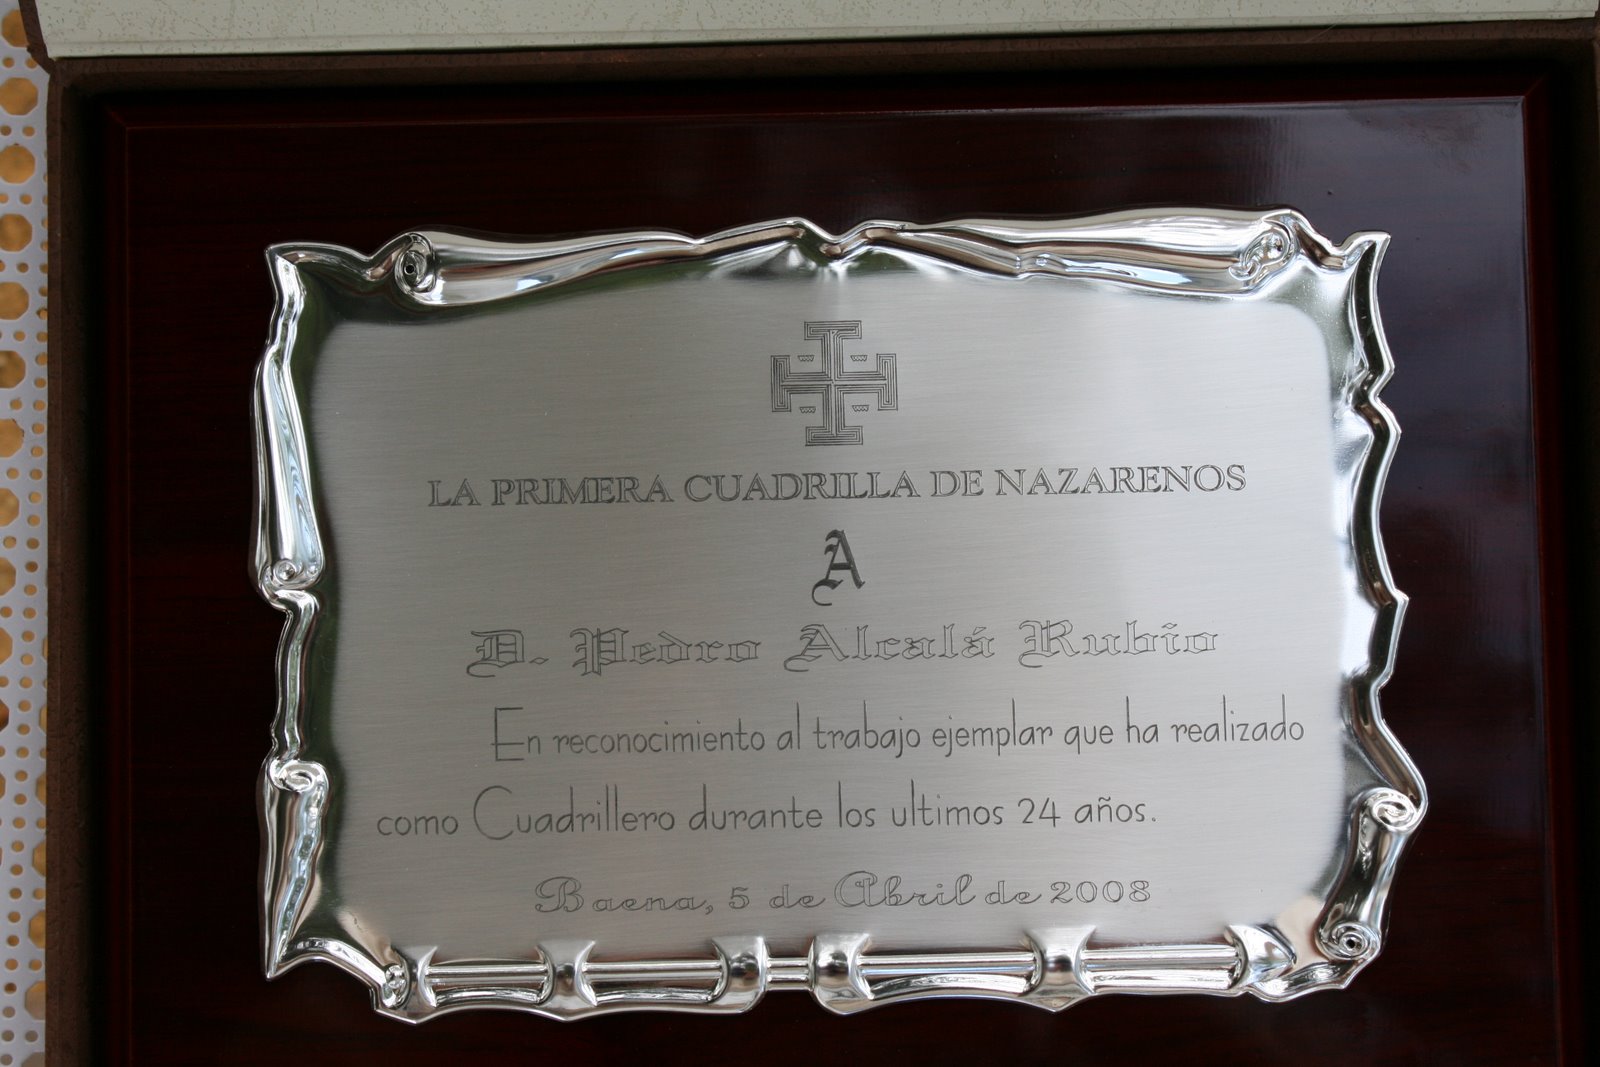 LA PRIMERA CUADRILLA DE NAZARENOS
A
D. Pedro Alcalá Rubio
En reconocimiento al trabajo ejemplar que ha realizado
como Cuadrillero durante los ultimos 24 años.
Baena, 5 de Abril de 2008